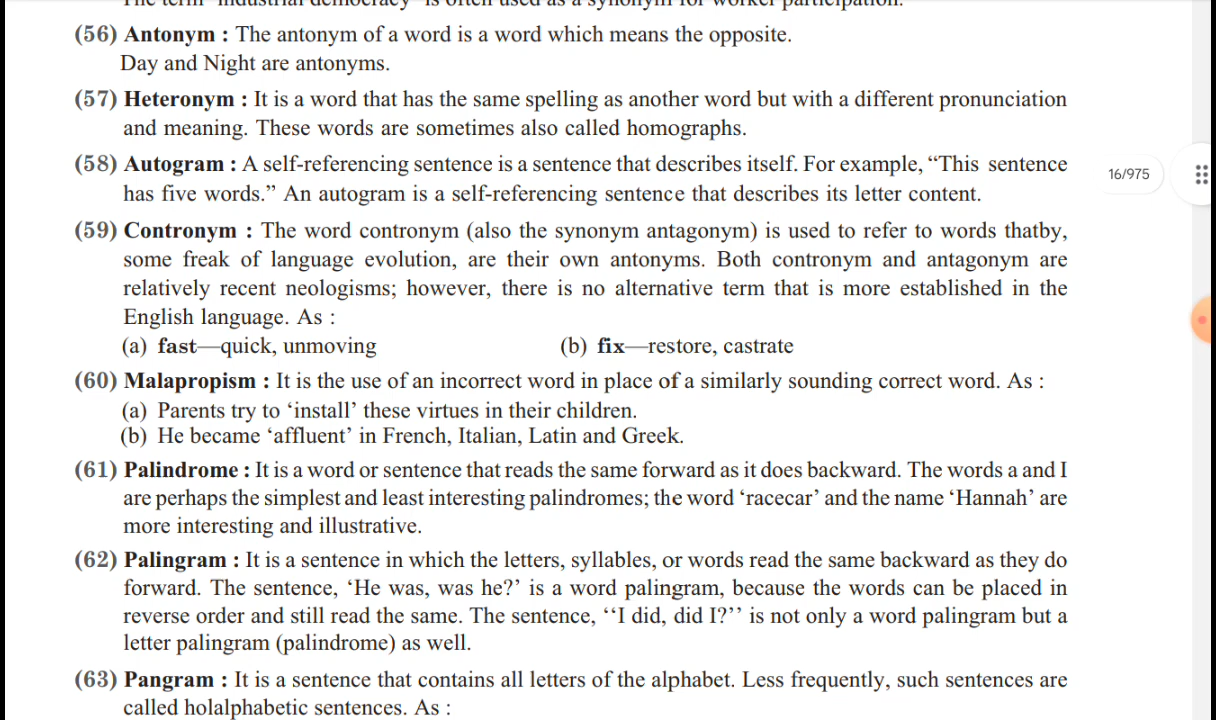 The term “industrial democracy” is often used as a synonym for worker participation.
(56) Antonym : The antonym of a word is a word which means the opposite.
Day and Night are antonyms.
(57) Heteronym : It is a word that has the same spelling as another word but with a different pronunciation
and meaning. These words are sometimes also called homographs.
(58) Autogram : A self-referencing sentence is a sentence that describes itself. For example, “This sentence
has five words.” An autogram is a self-referencing sentence that describes its letter content.
16/975
(59) Contronym : The word contronym (also the synonym antagonym) is used to refer to words thatby,
some freak of language evolution, are their own antonyms. Both contronym and antagonym are
relatively recent neologisms; however, there is no alternative term that is more established in the
English language. As :
(a) fast—quick, unmoving (b) fix—restore, castrate
(60) Malapropism : It is the use of an incorrect word in place of a similarly sounding correct word. As :
(a) Parents try to ‘install’ these virtues in their children.
(b) He became ‘affluent’ in French, Italian, Latin and Greek.
(61) Palindrome : It is a word or sentence that reads the same forward as it does backward. The words a and I
are perhaps the simplest and least interesting palindromes; the word ‘racecar’ and the name ‘Hannah’ are
more interesting and illustrative.
(62) Palingram : It is a sentence in which the letters, syllables, or words read the same backward as they do
forward. The sentence, ‘He was, was he?’ is a word palingram, because the words can be placed in
reverse order and still read the same. The sentence, ‘‘I did, did I?’’ is not only a word palingram but a
letter palingram (palindrome) as well.
(63) Pangram : It is a sentence that contains all letters of the alphabet. Less frequently, such sentences are
called holalphabetic sentences. As :